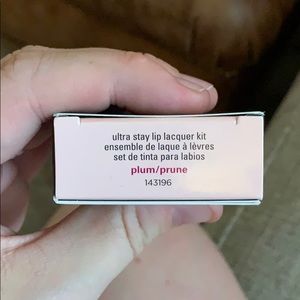 ultra stay lip lacquer kit
ensemble de laque à lèvres
set de tinta para labios
plum/prune
143196